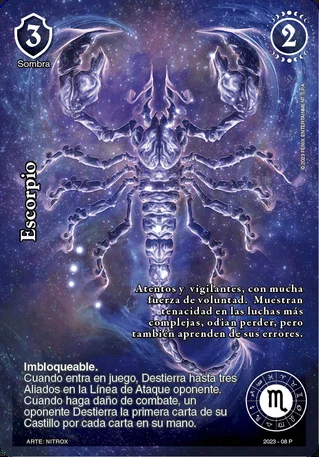 3
2
Sombra
© 2023 FENIX ENTERTAINMENT S.P.A
Escorpio
Atentos y vigilantes, con mucha
fuerza de voluntad. Muestran
tenacidad en las luchas más
complejas, odian perder, pero
también aprenden de sus errores.
Imbloqueable.
Cuando entra en juego, Destierra hasta tres
Aliados en la Línea de Ataque oponente.
Cuando haga daño de combate, un
oponente Destierra la primera carta de su
Castillo por cada carta en su mano.
ARTE: NITROX
2023 - 08 P